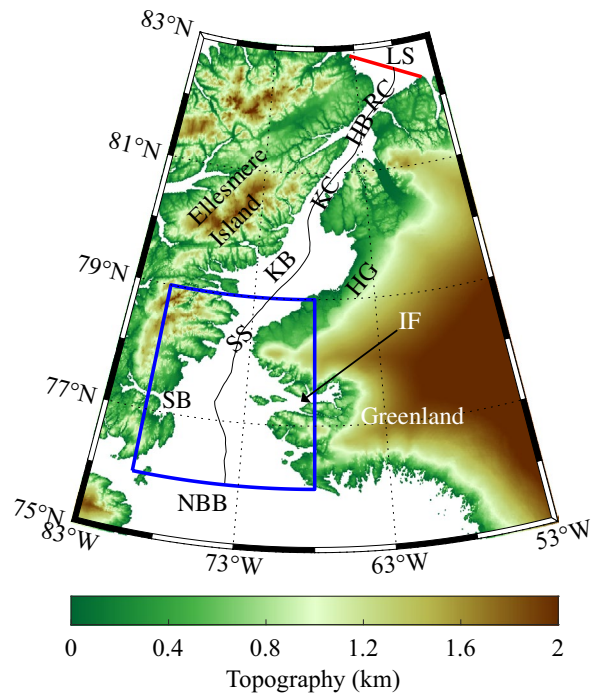 83°N
LS
RC
HB
81°N
Ellesmere
Island
KC
79°N
KB
HG
SS
IF
77°N
SB
Greenland
NBB
75°N
83°W
73°W
63°W
53°W
0 0.4 0.8 1.2 1.6 2
Topography (km)